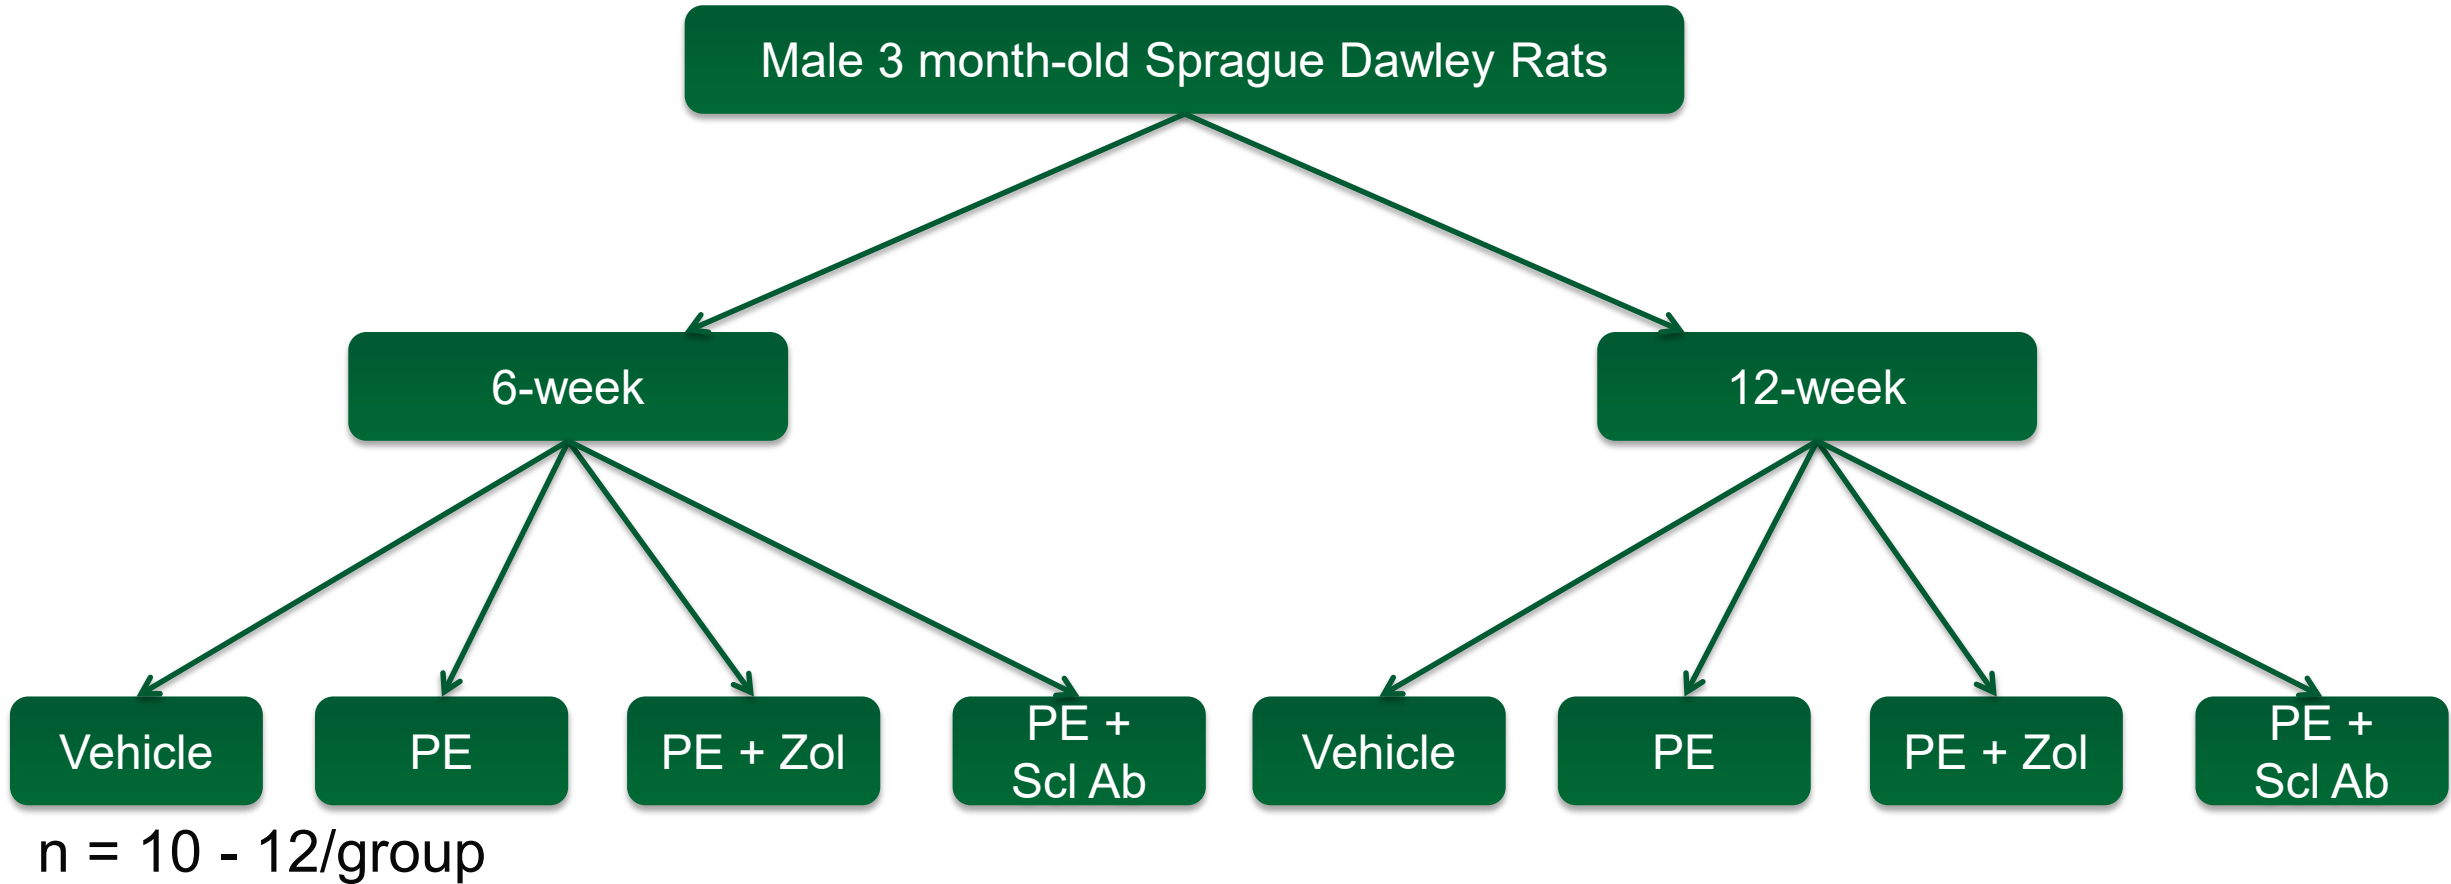 Male 3 month-old Sprague Dawley Rats
6-week
12-week
Vehicle
PE
PE + Zol
PE +
Scl Ab
Vehicle
PE
PE + Zol
PE +
Scl Ab
n = 10 - 12/group